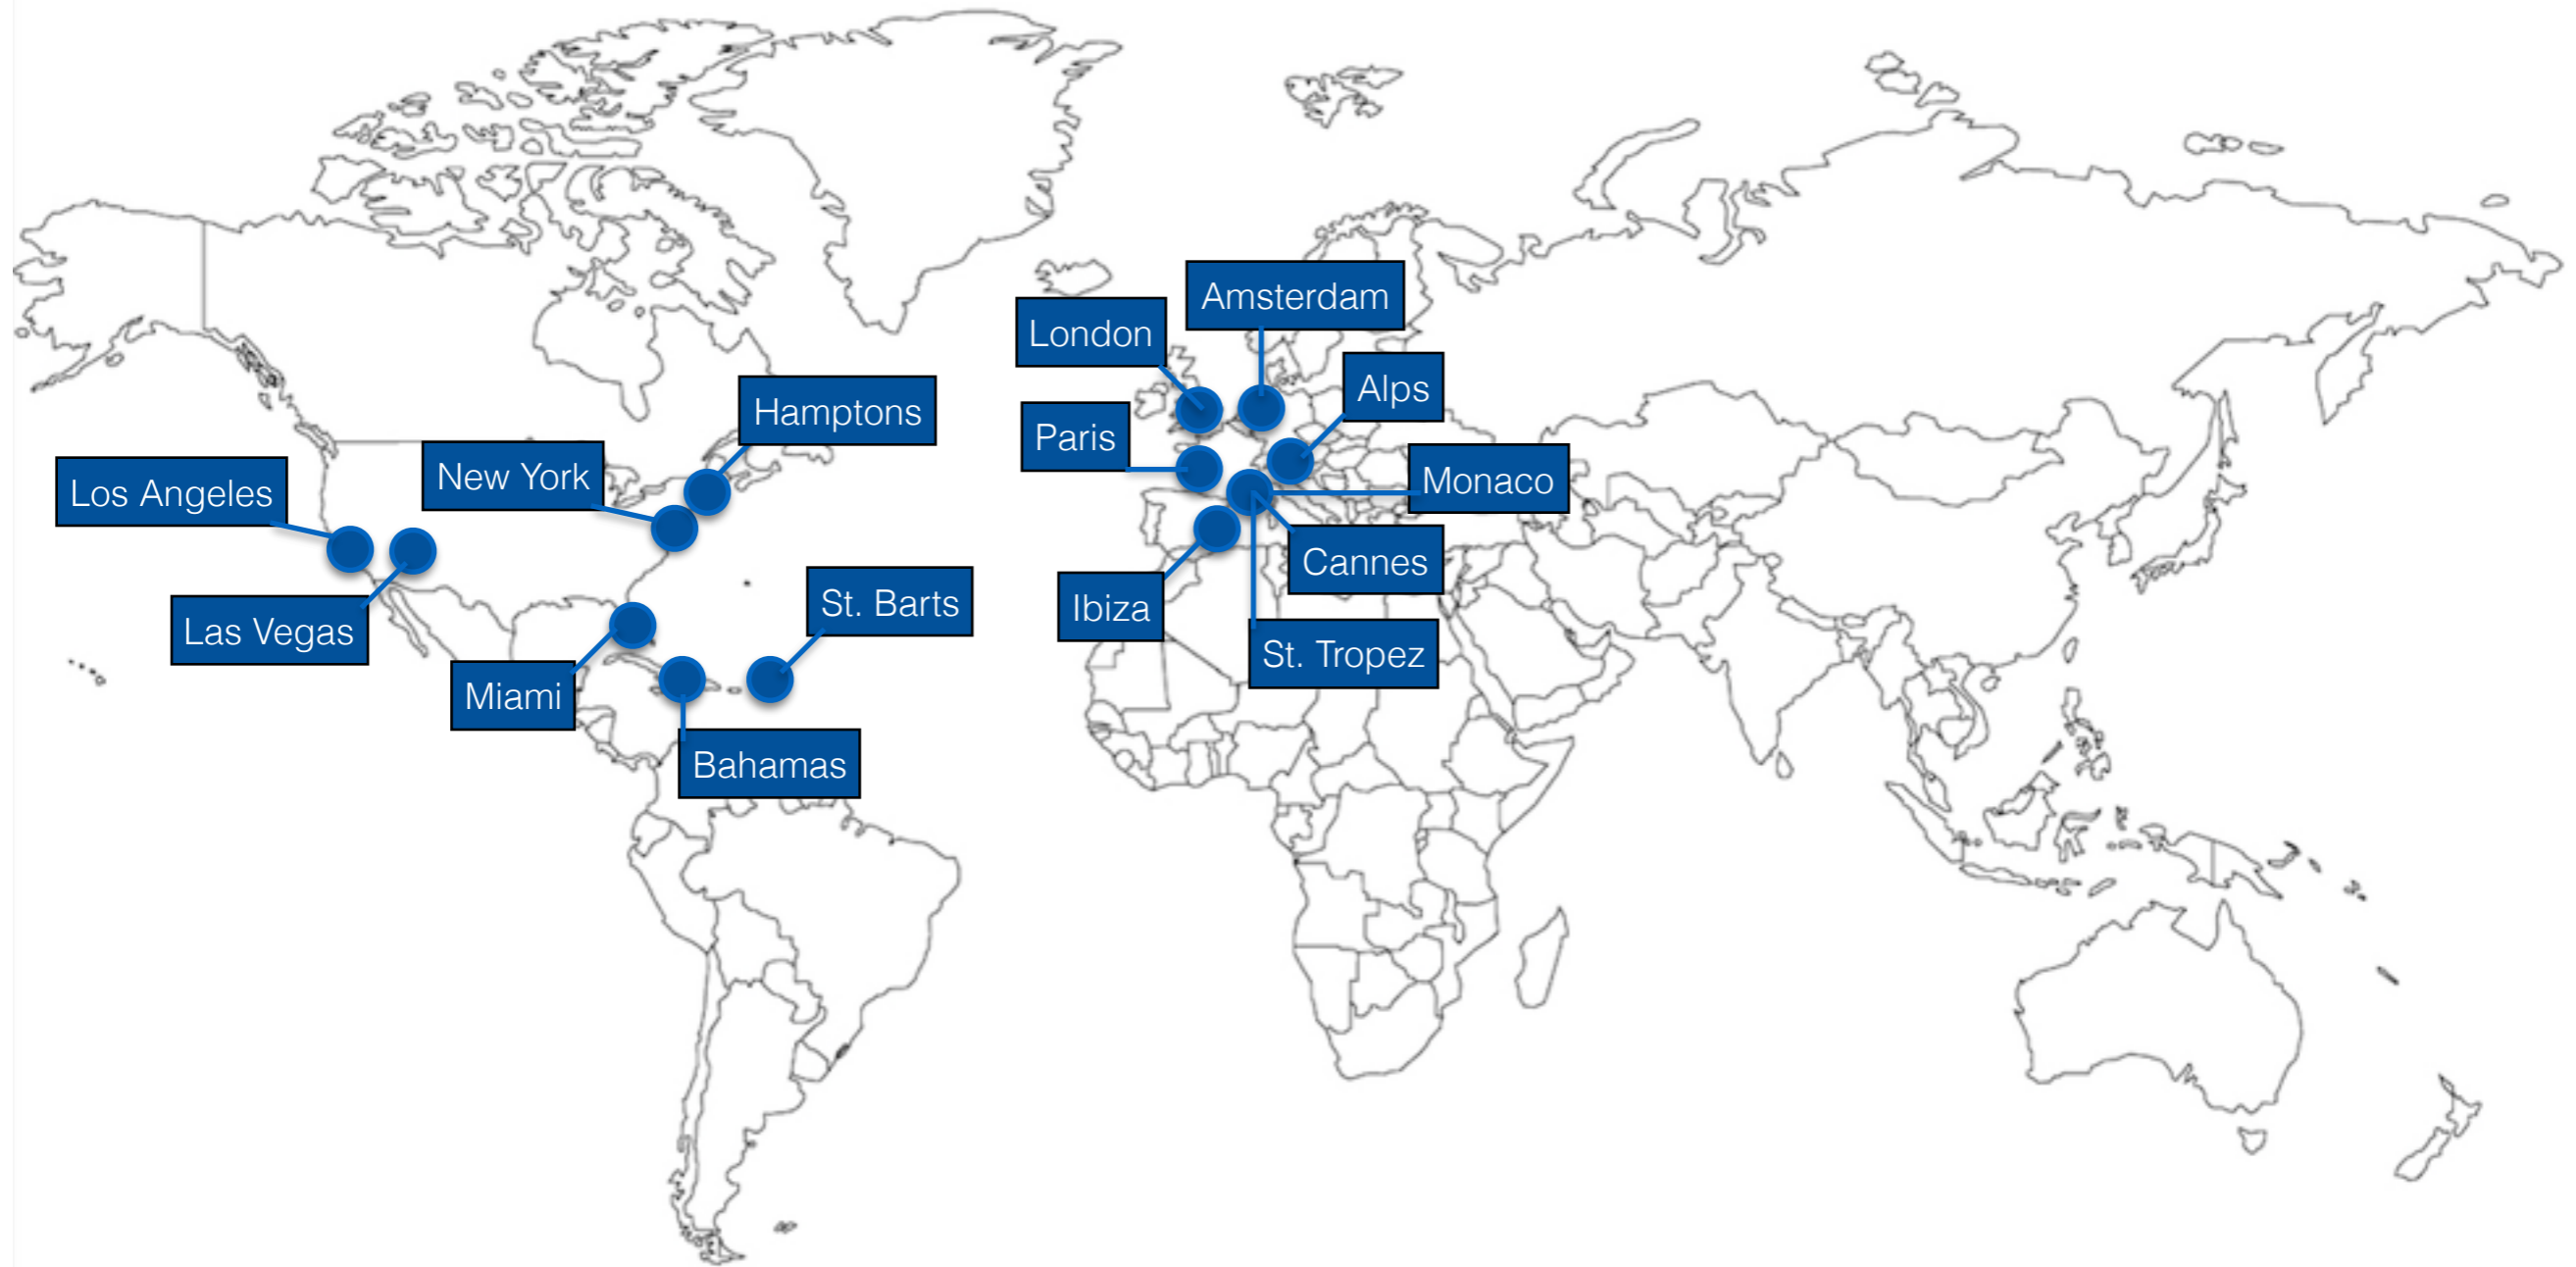 Amsterdam
London
Alps
Hamptons
Paris
New York
Monaco
Los Angeles
Cannes
St. Barts
Ibiza
Las Vegas
St. Tropez
Miami
Bahamas